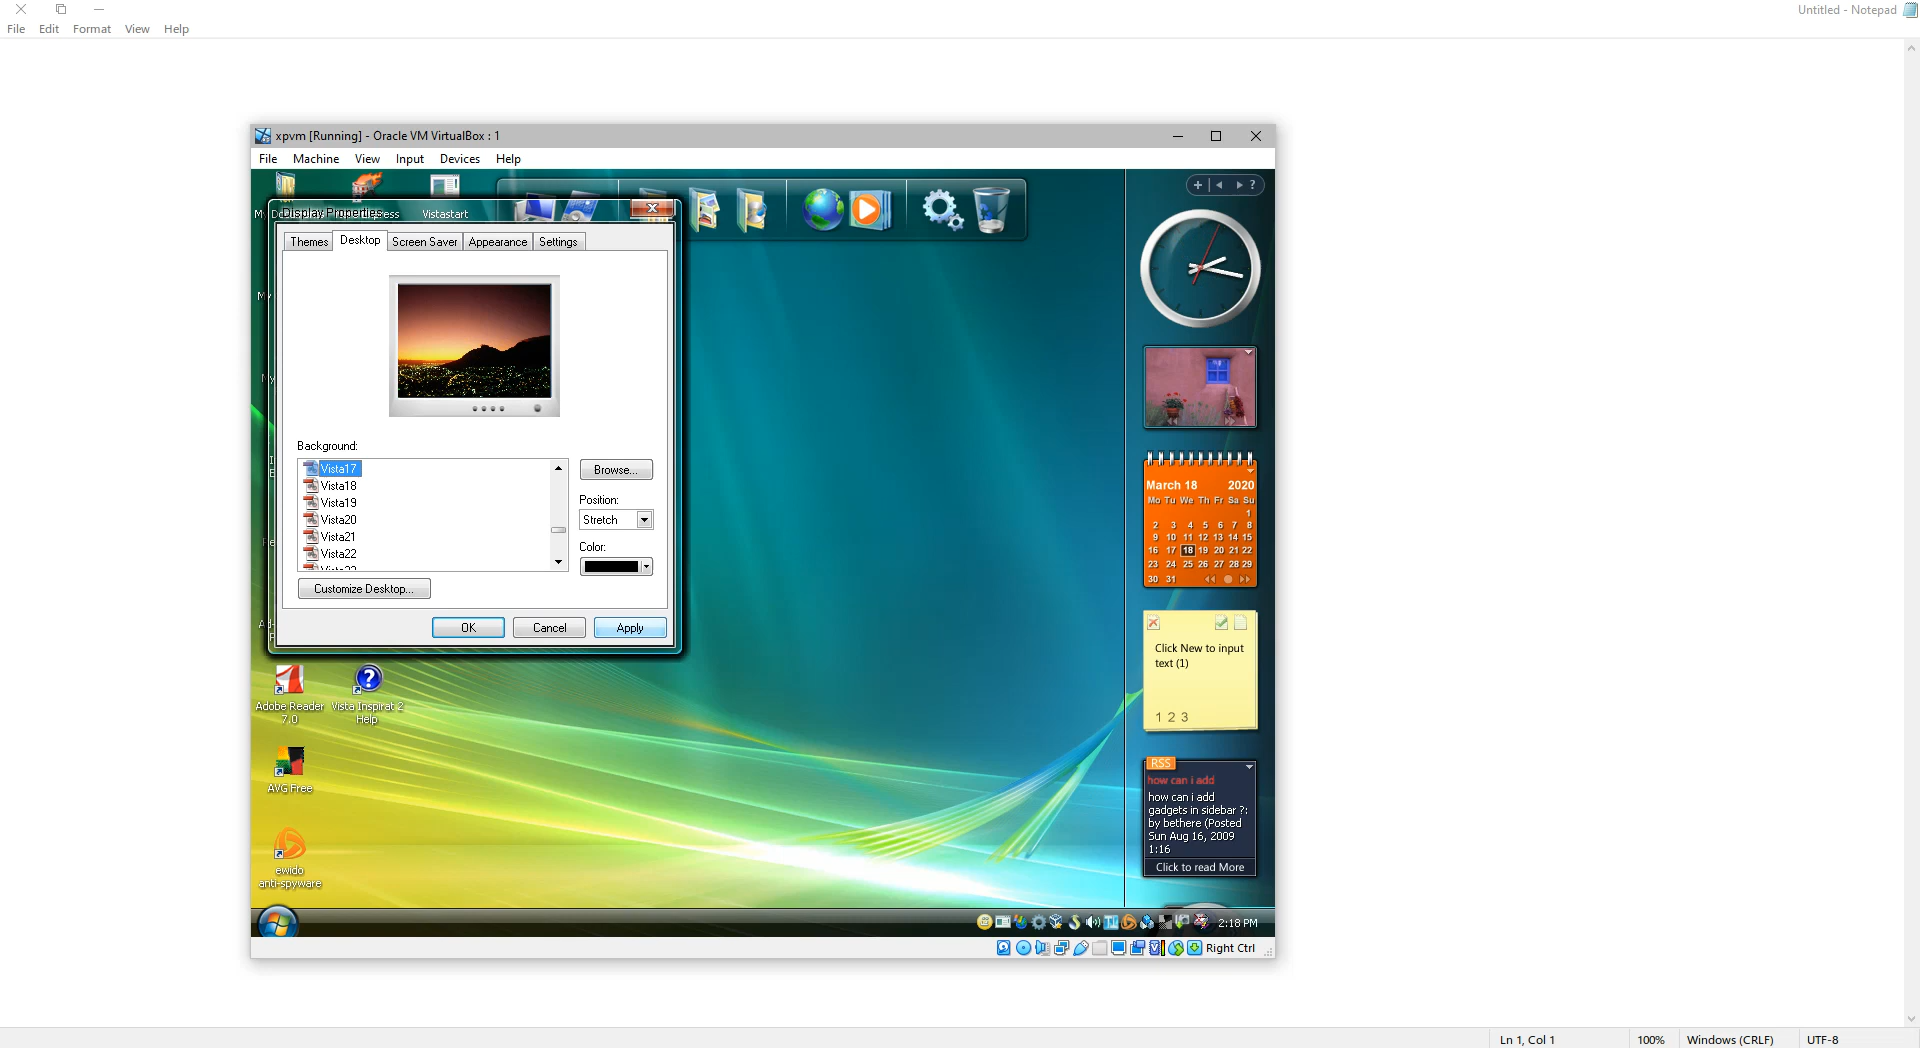 Untitled - Notepad
File Edit Format View Help
xpvm [Running] - Oracle VM VirtualBox : 1
File Machine View Input Devices Help
Display Properties
Vistastart
Themes Desktop Screen Saver Appearance Settings
Background:
Vista17
Vista18
Vista19
Vista20
Vista21
Vista22
Browse...
Position:
Stretch
Color:
Customize Desktop...
OK Cancel Apply
Adobe Reader
7.0
Vista Inspirat 2
Help
AVG Free
ewido
anti-spyware
March 18 2020
Mo Tu We Th Fr Sa Su
1
2 3 4 5 6 7 8
9 10 11 12 13 14 15
16 17 18 19 20 21 22
23 24 25 26 27 28 29
30 31
Click New to input
text (1)
1 2 3
RSS
how can i add
how can i add
gadgets in sidebar ?:
by bethere (Posted
Sun Aug 16, 2009
1:16
Click to read More
2:18 PM
Right Ctrl
Ln 1, Col 1 100% Windows (CRLF) UTF-8